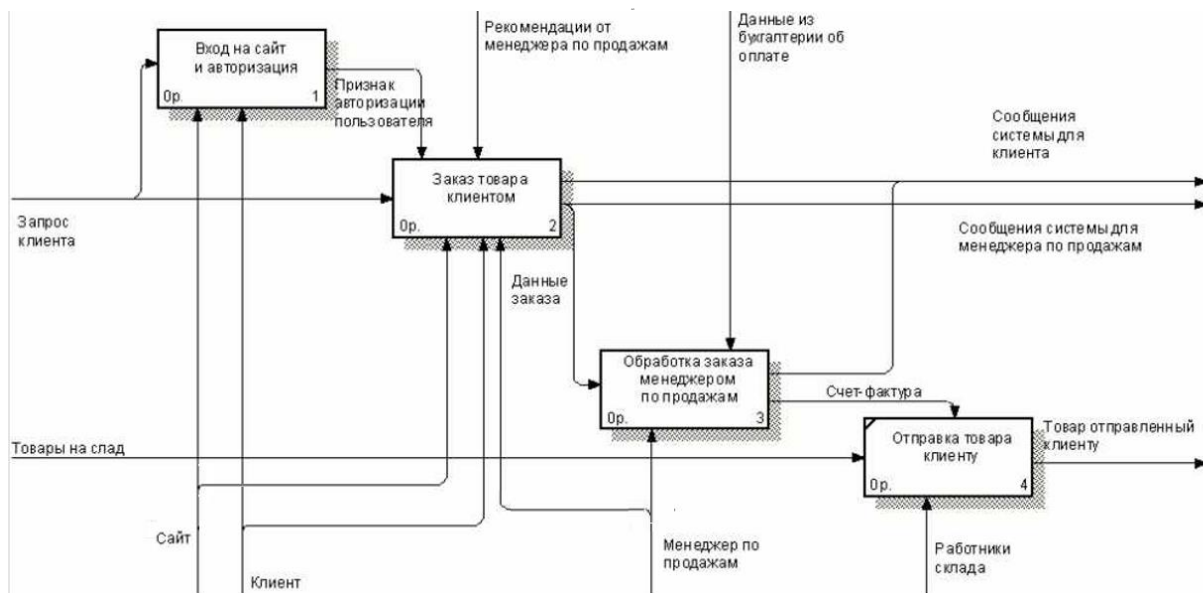 Вход на сайт
и авторизация
0р.
1
Рекомендации от
менеджера по продажам
Данные из
бухгалтерии об
оплате
Признак
авторизации
пользователя
Сообщения
системы для
клиента
Заказ товара
клиентом
0р.
2
Запрос
клиента
Сообщения системы для
менеджера по продажам
Данные
заказа
Обработка заказа
менеджером
по продажам
0р.
3
Счет-фактура
Товары на слад
Отправка товара
клиенту
0р.
4
Товар отправленный
клиенту
Сайт
Клиент
Менеджер по
продажам
Работники
склада